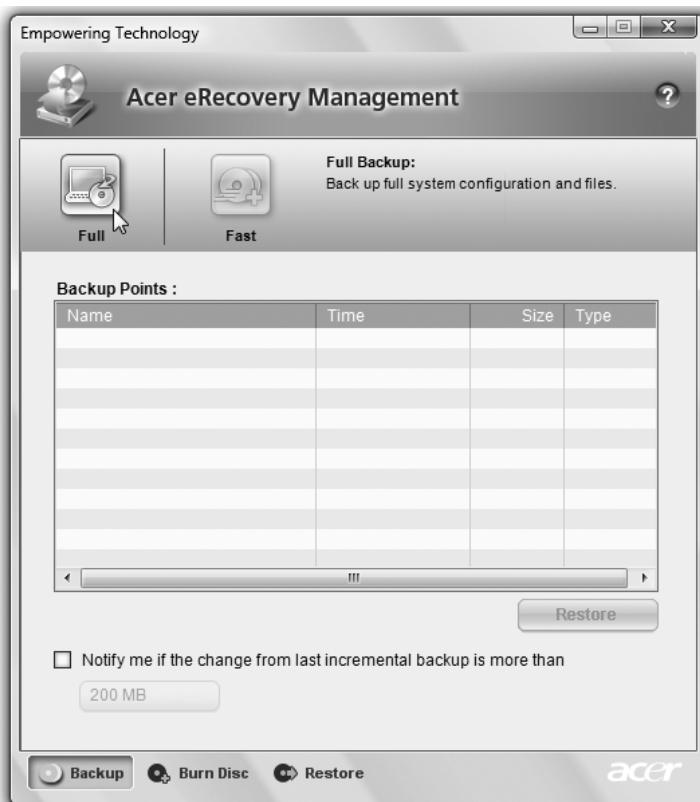 Empowering Technology
Acer eRecovery Management
?
Full
Fast
Full Backup:
Back up full system configuration and files.
Backup Points :
Name Time Size Type
Restore
Notify me if the change from last incremental backup is more than
200 MB
Backup Burn Disc Restore acer